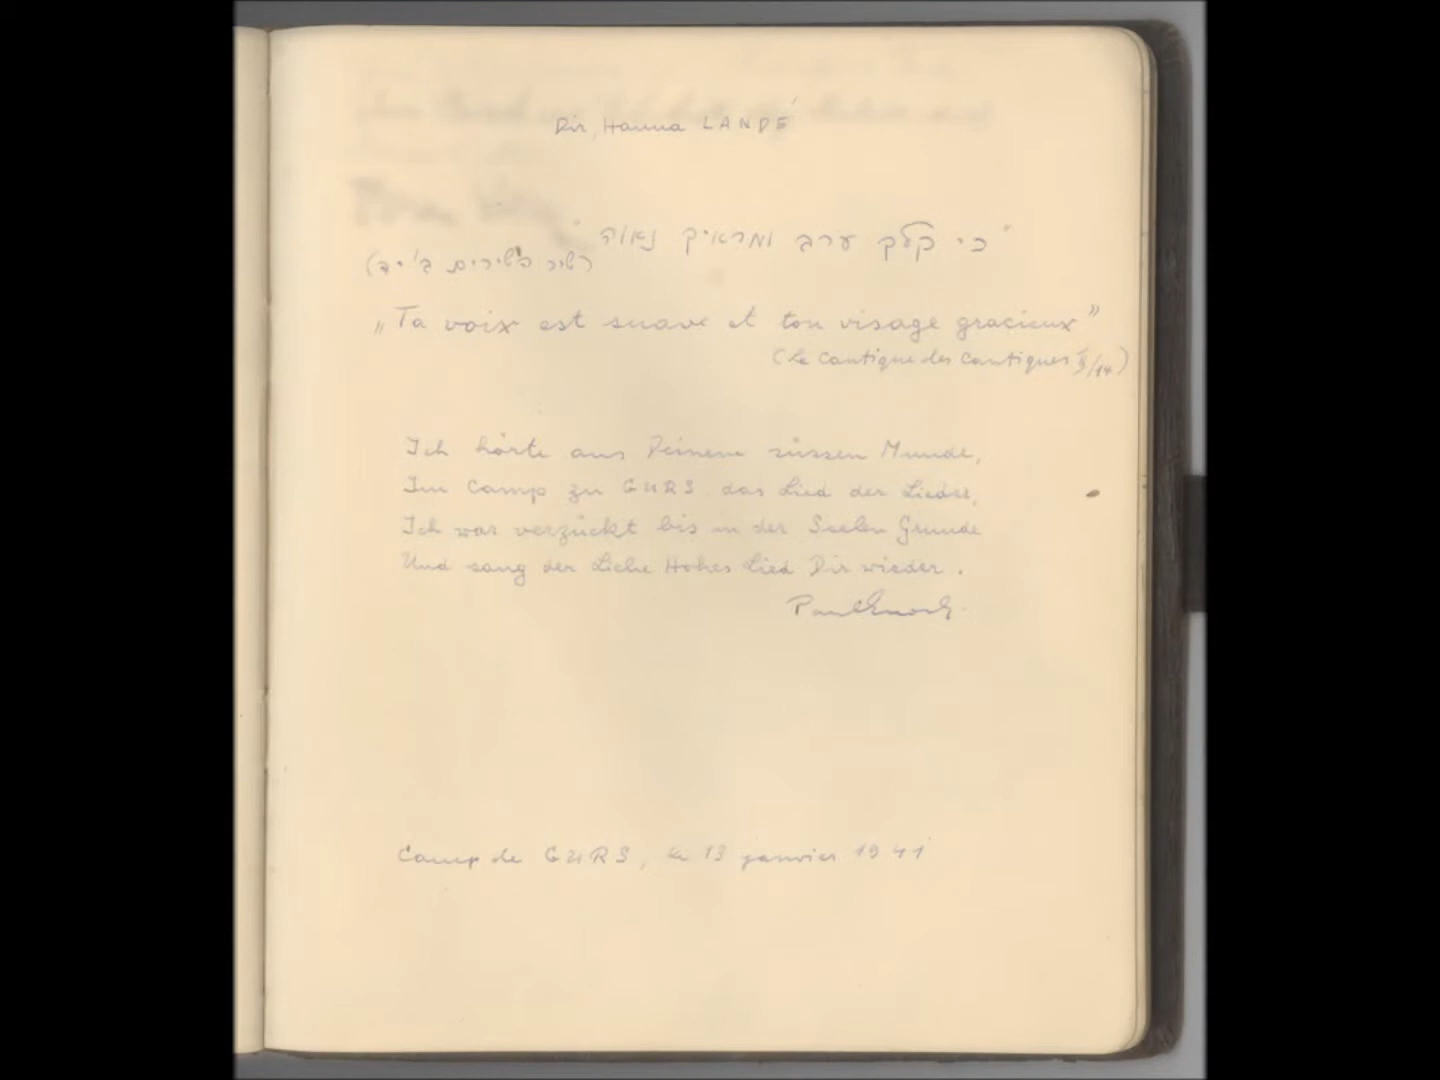 Dir, Hanna LANDÉ
"כי קולך ערב ומראיך נאוה"
(שיר השירים ב' י"ד)
„Ta voix est suave et ton visage gracieux"
(Le Cantique des Cantiques II/14)
Ich hörte aus Deinem süssen Munde,
Im Camp zu GURS das Lied der Lieder,
Ich war verzückt bis in der Seelen Grunde
Und sang der Liebe Hohes Lied Dir wieder.
Paul
Camp de GURS, le 13 janvier 1941